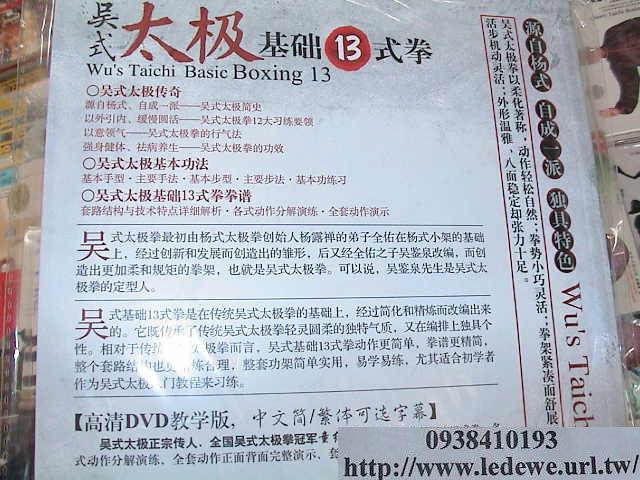 吴式太极基础13式拳
Wu's Taichi Basic Boxing 13
○吴式太极传奇
源自杨式、自成一派——吴式太极简史
以外引内、缓慢圆活——吴式太极拳12大习练要领
以意领气——吴式太极拳的行气法
强身健体、祛病养生——吴式太极拳的功效
○吴式太极基本功法
基本手型·主要手法·基本步型·主要步法·基本功练习
○吴式太极基础13式拳拳谱
套路结构与技术特点详细解析·各式动作分解演练·全套动作演示
吴式太极拳最初由杨式太极拳创始人杨露禅的弟子全佑在杨式小架的基础
上，经过创新和发展而创造出的雏形，后又经全佑之子吴鉴泉改编，而创
造出更加柔和规矩的拳架，也就是吴式太极拳。可以说，吴鉴泉先生是吴式太
极拳的定型人。
吴式基础13式拳是在传统吴式太极拳的基础上，经过简化和精炼而改编出来
的。它既传承了传统吴式太极拳轻灵圆柔的独特气质，又在编排上独具个
性。相对于传统 太极拳而言，吴式基础13式拳动作更简单，拳谱更精简，
整个套路结构也更 练合理，整套功架简单实用，易学易练，尤其适合初学者
作为吴式太极 入门教程来习练。
【高清DVD教学版，中文简/繁体可选字幕】
吴式太极正宗传人、全国吴式太极拳冠军
式动作分解演练、全套动作正面背面完整演示、
源自杨式 自成一派 独具特色
吴式太极拳以柔化著称，动作轻松自然；拳势小巧灵活；拳架紧凑而舒展
活步机动灵活；外形温雅，八面稳定却张力十足。
Wu's Taich
0938410193
http://www.ledewe.url.tw/